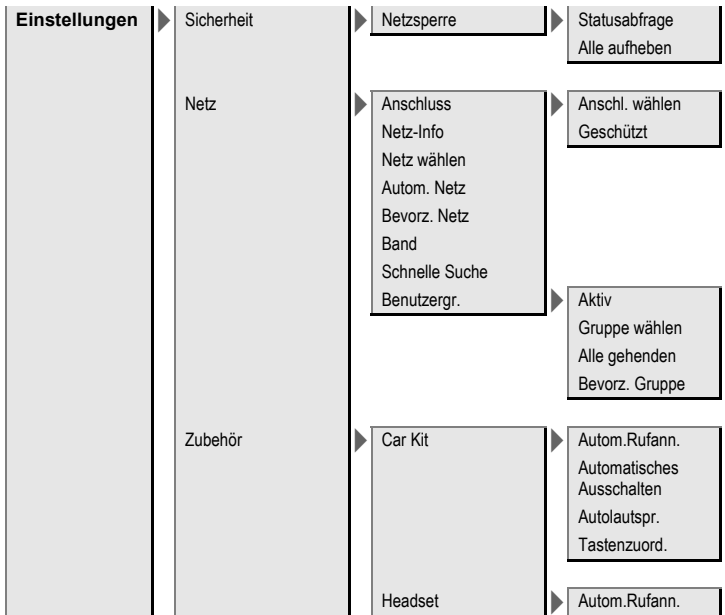 Einstellungen Sicherheit Netzsperre Statusabfrage
Alle aufheben
Netz Anschluss Anschl. wählen
Netz-Info Geschützt
Netz wählen
Autom. Netz
Bevorz. Netz
Band
Schnelle Suche
Benutzergr. Aktiv
Gruppe wählen
Alle gehenden
Bevorz. Gruppe
Zubehör Car Kit Autom.Rufann.
Automatisches
Ausschalten
Autolautspr.
Tastenzuord.
Headset Autom.Rufann.